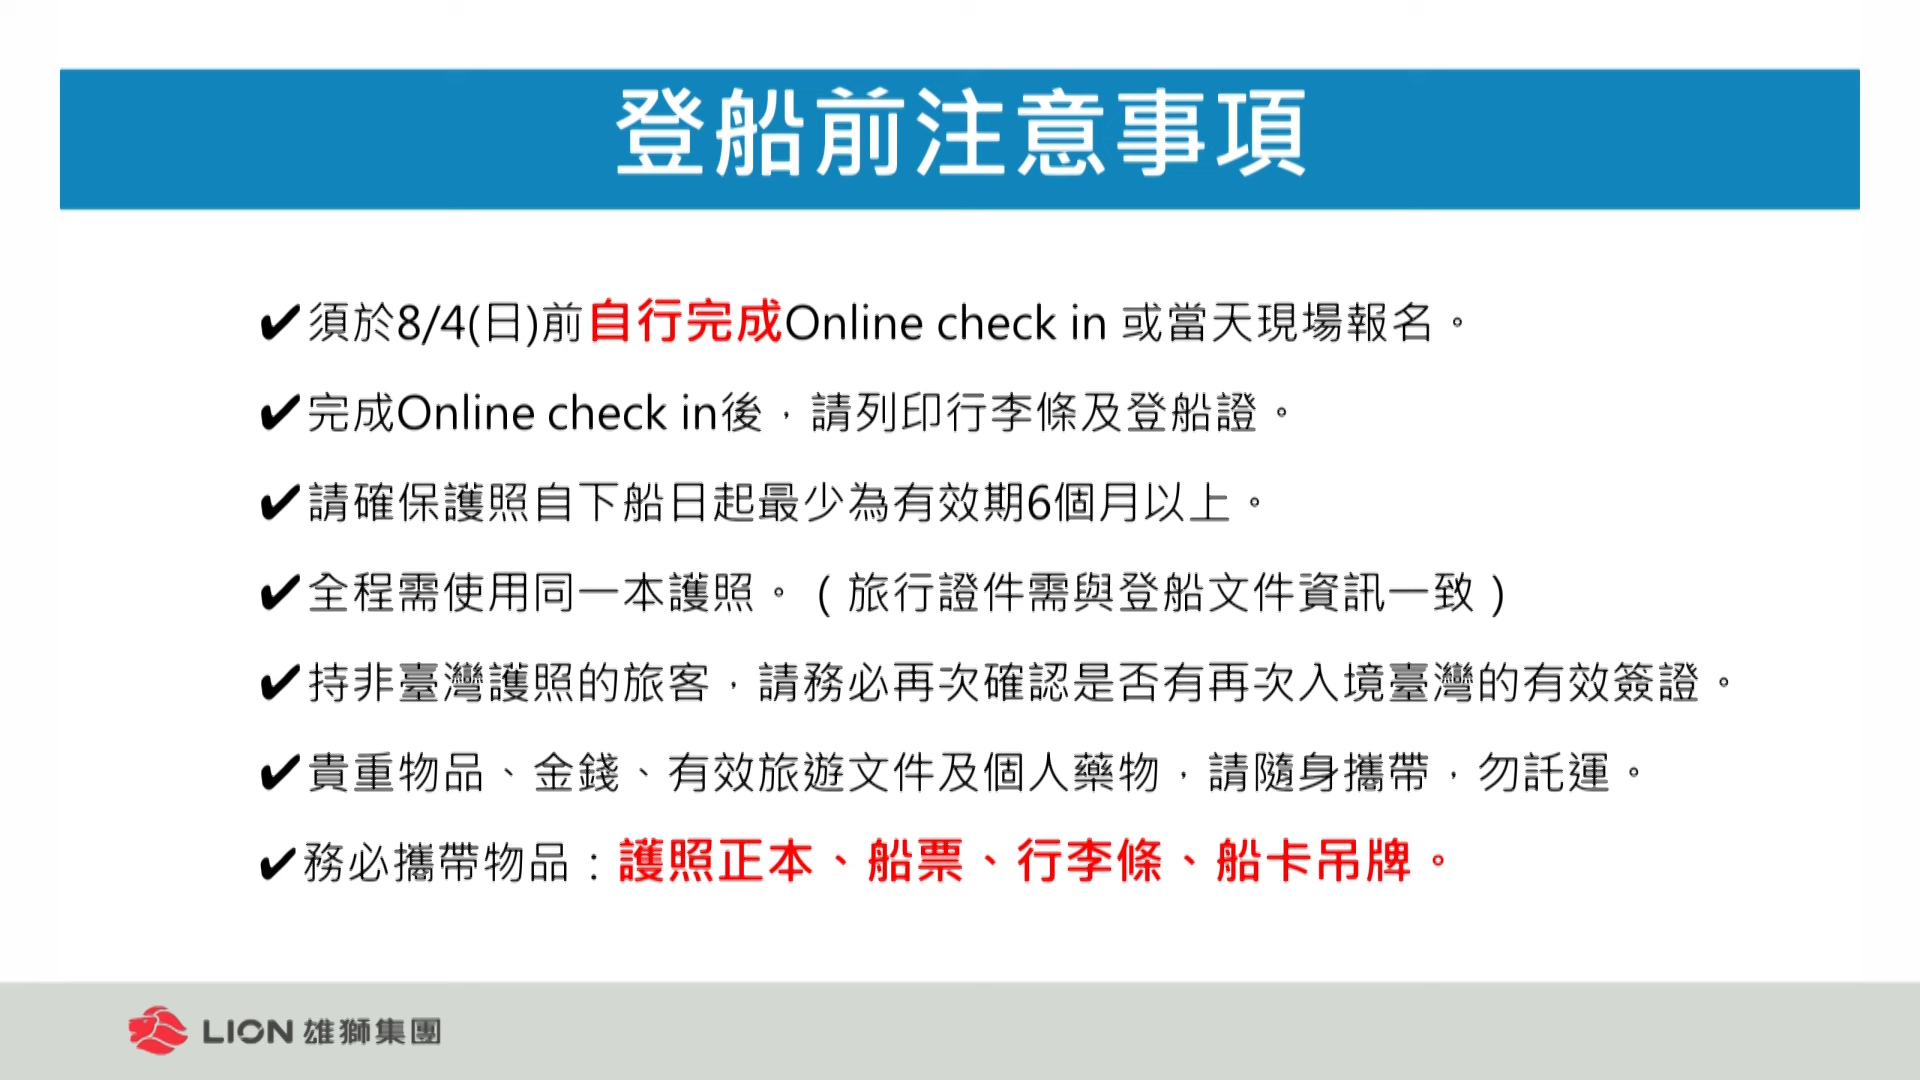 登船前注意事項
✔須於8/4(日)前自行完成Online check in 或當天現場報名。
✔完成Online check in後，請列印行李條及登船證。
✔請確保護照自下船日起最少為有效期6個月以上。
✔全程需使用同一本護照。（旅行證件需與登船文件資訊一致）
✔持非臺灣護照的旅客，請務必再次確認是否有再次入境臺灣的有效簽證。
✔貴重物品、金錢、有效旅遊文件及個人藥物，請隨身攜帶，勿託運。
✔務必攜帶物品：護照正本、船票、行李條、船卡吊牌。
LION 雄獅集團